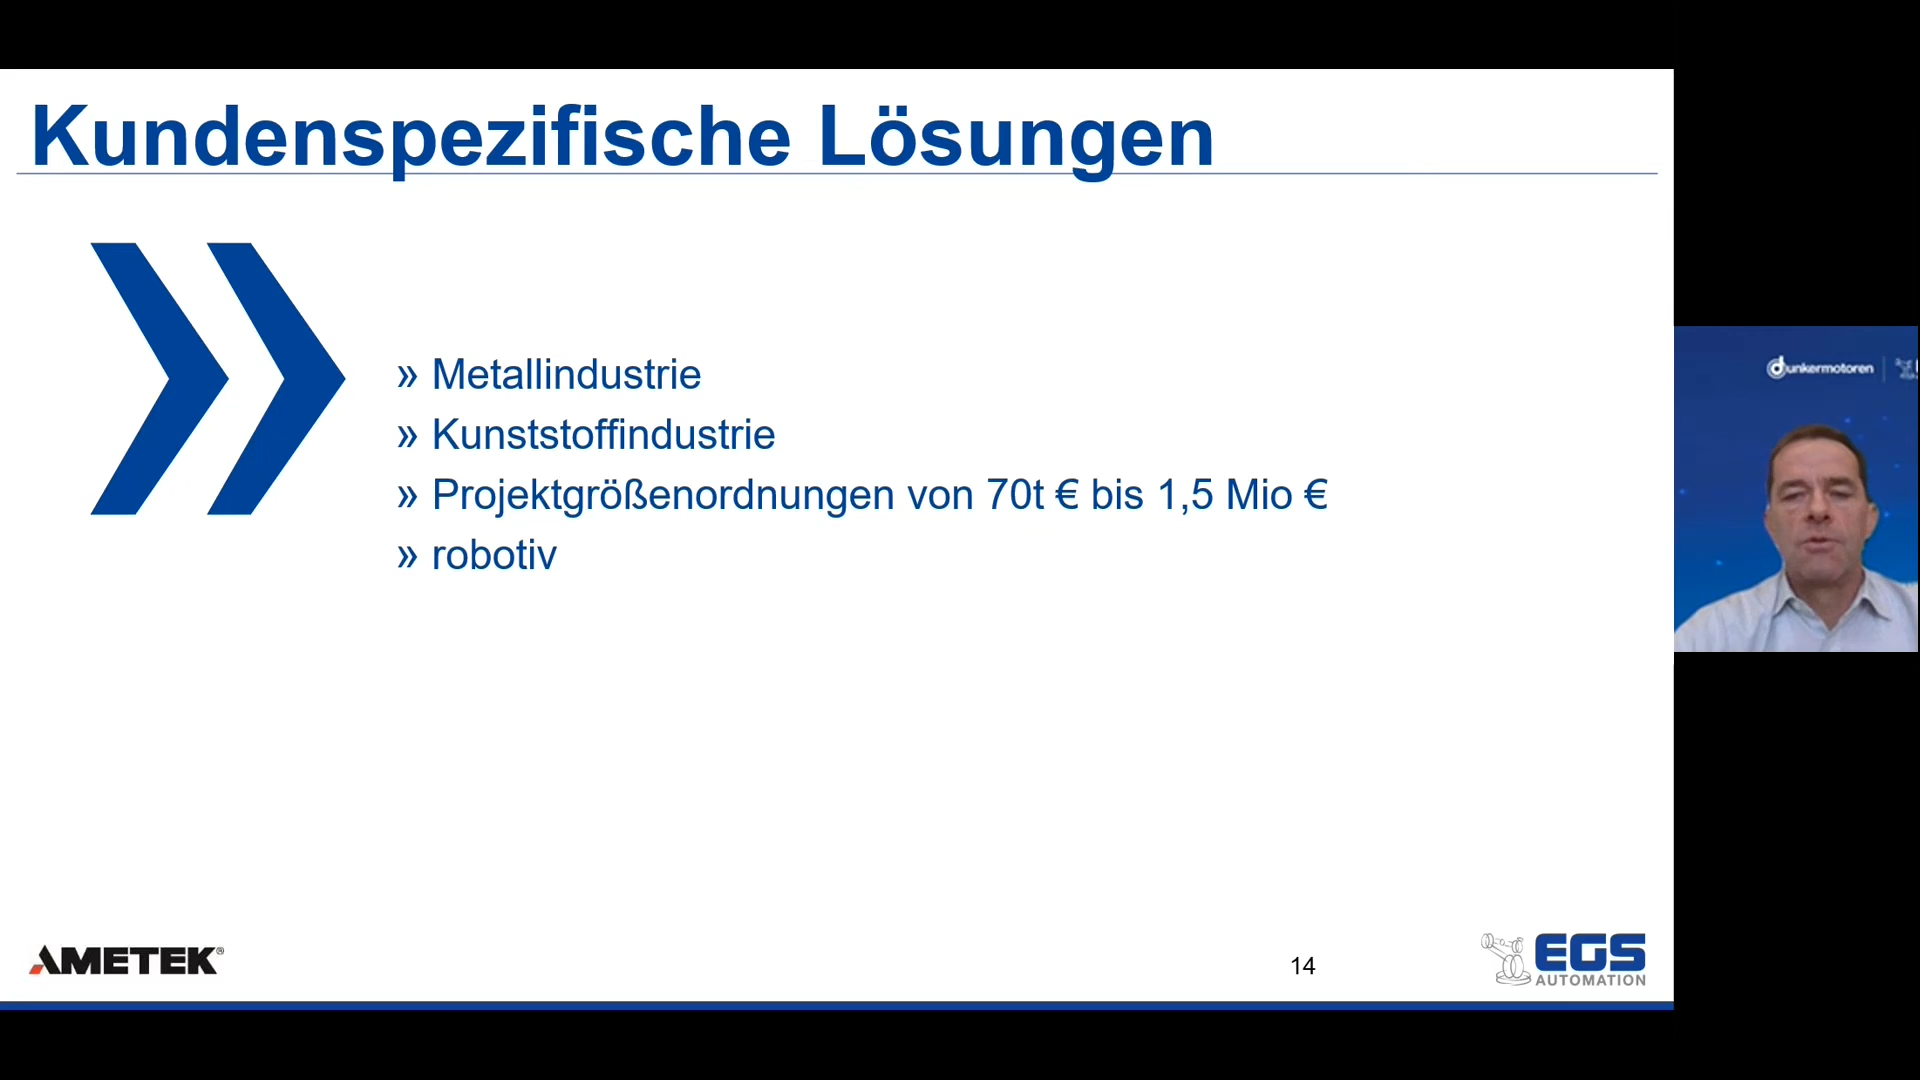 Kundenspezifische Lösungen
» Metallindustrie
» Kunststoffindustrie
» Projektgrößenordnungen von 70t € bis 1,5 Mio €
» robotiv
dunkermotoren
AMETEK®
14
EGS
AUTOMATION